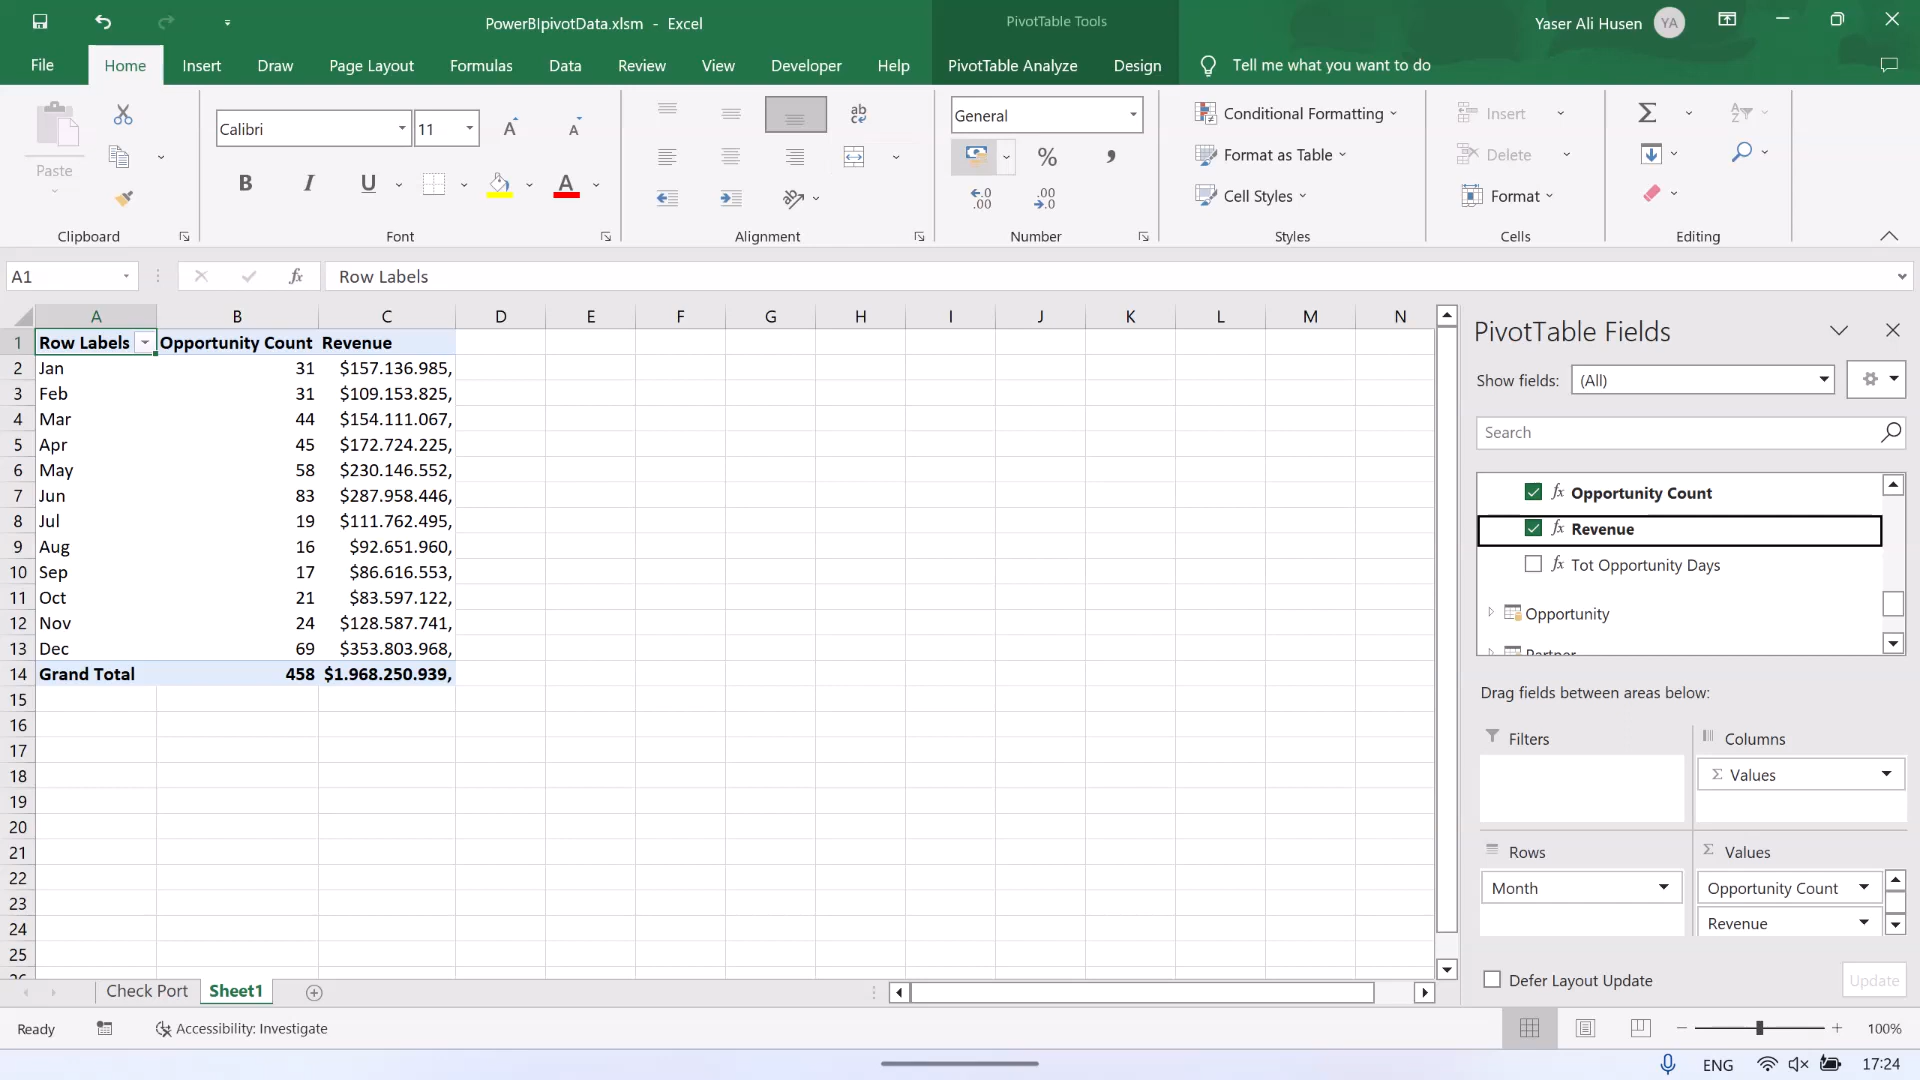 PowerBIpivotData.xlsm - Excel
PivotTable Tools
Yaser Ali Husen
YA
File
Home
Insert
Draw
Page Layout
Formulas
Data
Review
View
Developer
Help
PivotTable Analyze
Design
Tell me what you want to do
Paste
Clipboard
Calibri
11
B I U
Font
ab
Alignment
General
%
Number
Conditional Formatting
Format as Table
Cell Styles
Styles
Insert
Delete
Format
Cells
Editing
A1
fx
Row Labels
A B C D E F G H I J K L M N
1 Row Labels Opportunity Count Revenue
2 Jan 31 $157.136.985,
3 Feb 31 $109.153.825,
4 Mar 44 $154.111.067,
5 Apr 45 $172.724.225,
6 May 58 $230.146.552,
7 Jun 83 $287.958.446,
8 Jul 19 $111.762.495,
9 Aug 16 $92.651.960,
10 Sep 17 $86.616.553,
11 Oct 21 $83.597.122,
12 Nov 24 $128.587.741,
13 Dec 69 $353.803.968,
14 Grand Total 458 $1.968.250.939,
15
16
17
18
19
20
21
22
23
24
25
26
PivotTable Fields
Show fields:
(All)
Search
fx Opportunity Count
fx Revenue
fx Tot Opportunity Days
Opportunity
Partner
Drag fields between areas below:
Filters
Columns
Σ Values
Rows
Σ Values
Month
Opportunity Count
Revenue
Defer Layout Update
Update
Check Port
Sheet1
Ready
Accessibility: Investigate
100%
ENG
17:24